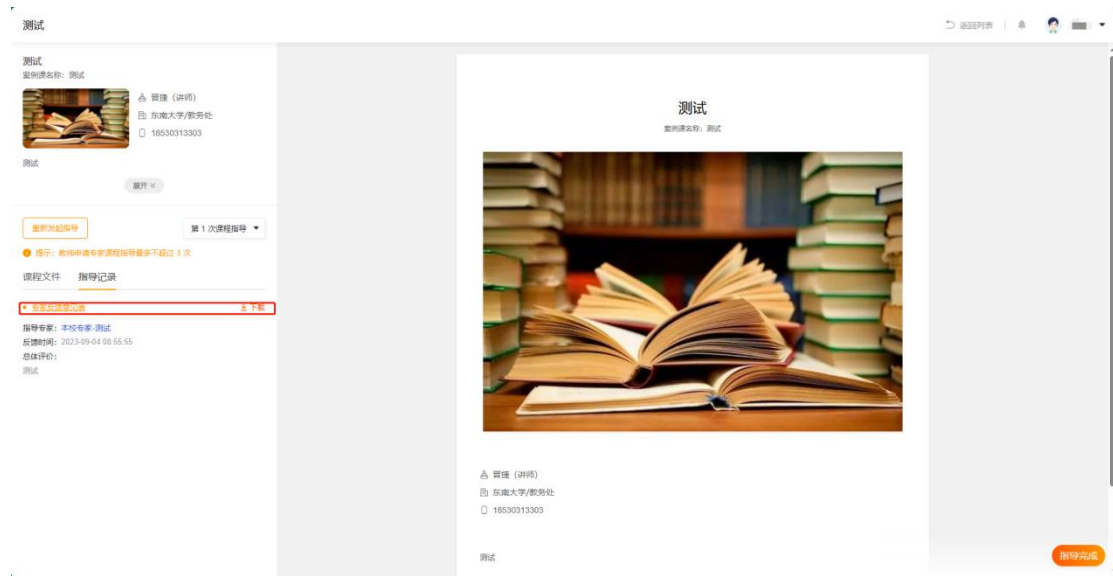 测试
返回列表
测试
案例课名称：测试
晋捷（讲师）
东南大学/教务处
18530313303
测试
展开
重新发起指导
第 1 次课程指导
提示：教师申请专家课程指导最多不超过 3 次
课程文件
指导记录
专家反馈登记表
下载
指导专家：本校专家-测试
反馈时间：2023-09-04 08:55:55
总体评价：
测试
测试
案例课名称：测试
晋捷（讲师）
东南大学/教务处
18530313303
测试
指导完成